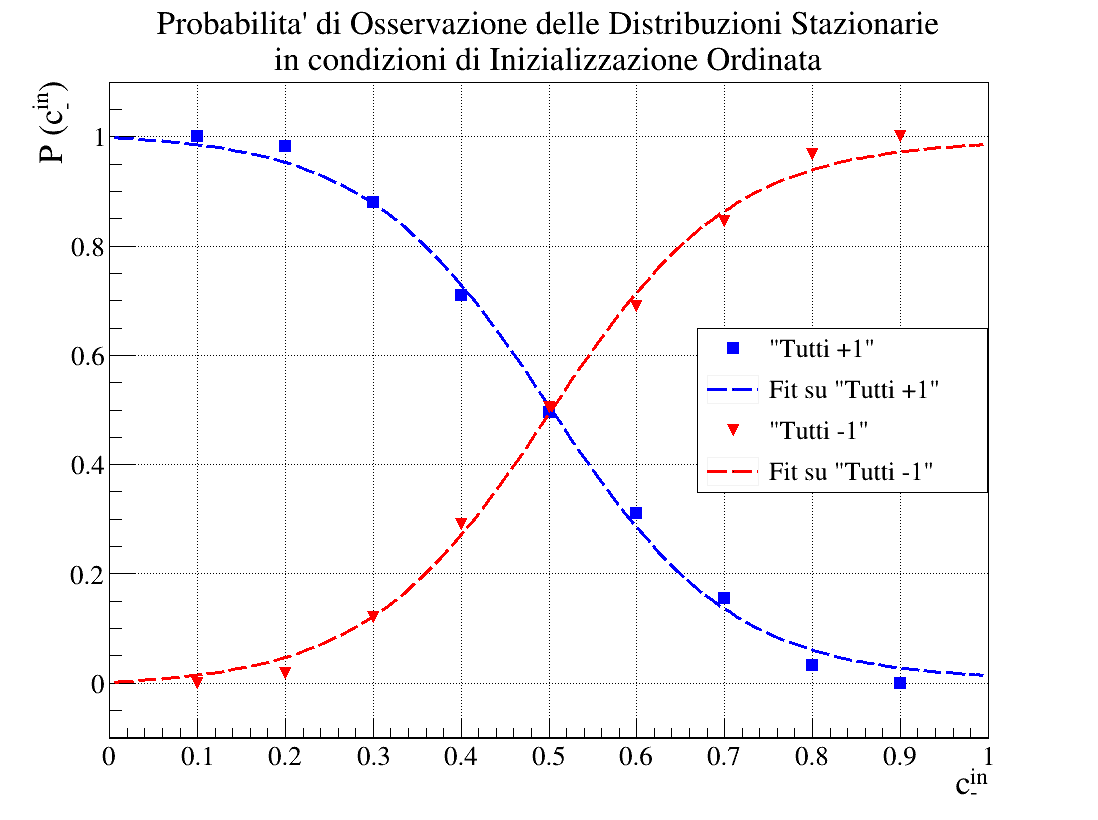 Probabilita' di Osservazione delle Distribuzioni Stazionarie
in condizioni di Inizializzazione Ordinata
P (c_-^in)
1
0.8
0.6
0.4
0.2
0
"Tutti +1"
Fit su "Tutti +1"
"Tutti -1"
Fit su "Tutti -1"
0 0.1 0.2 0.3 0.4 0.5 0.6 0.7 0.8 0.9 1
c_-^in